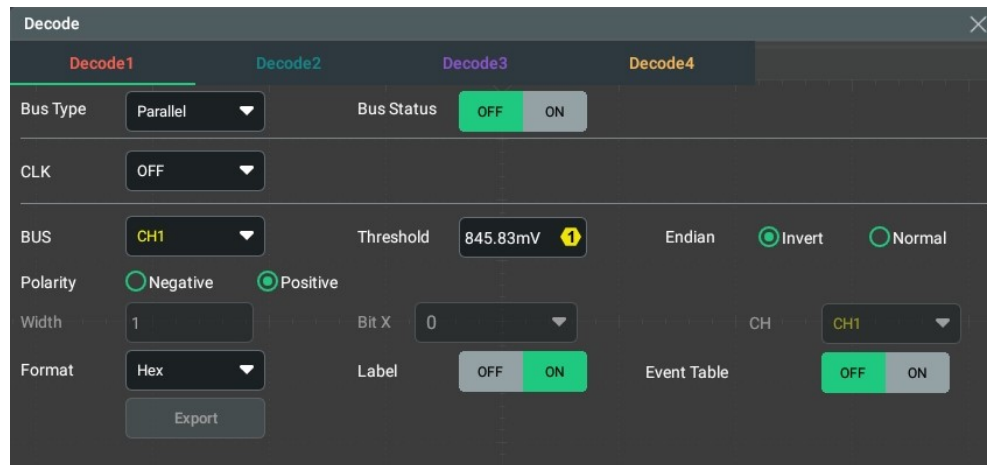 Decode
Decode1 Decode2 Decode3 Decode4
Bus Type Parallel Bus Status OFF ON
CLK OFF
BUS CH1 Threshold 845.83mV 1 Endian Invert Normal
Polarity Negative Positive
Width 1 Bit X 0 CH CH1
Format Hex Label OFF ON Event Table OFF ON
Export